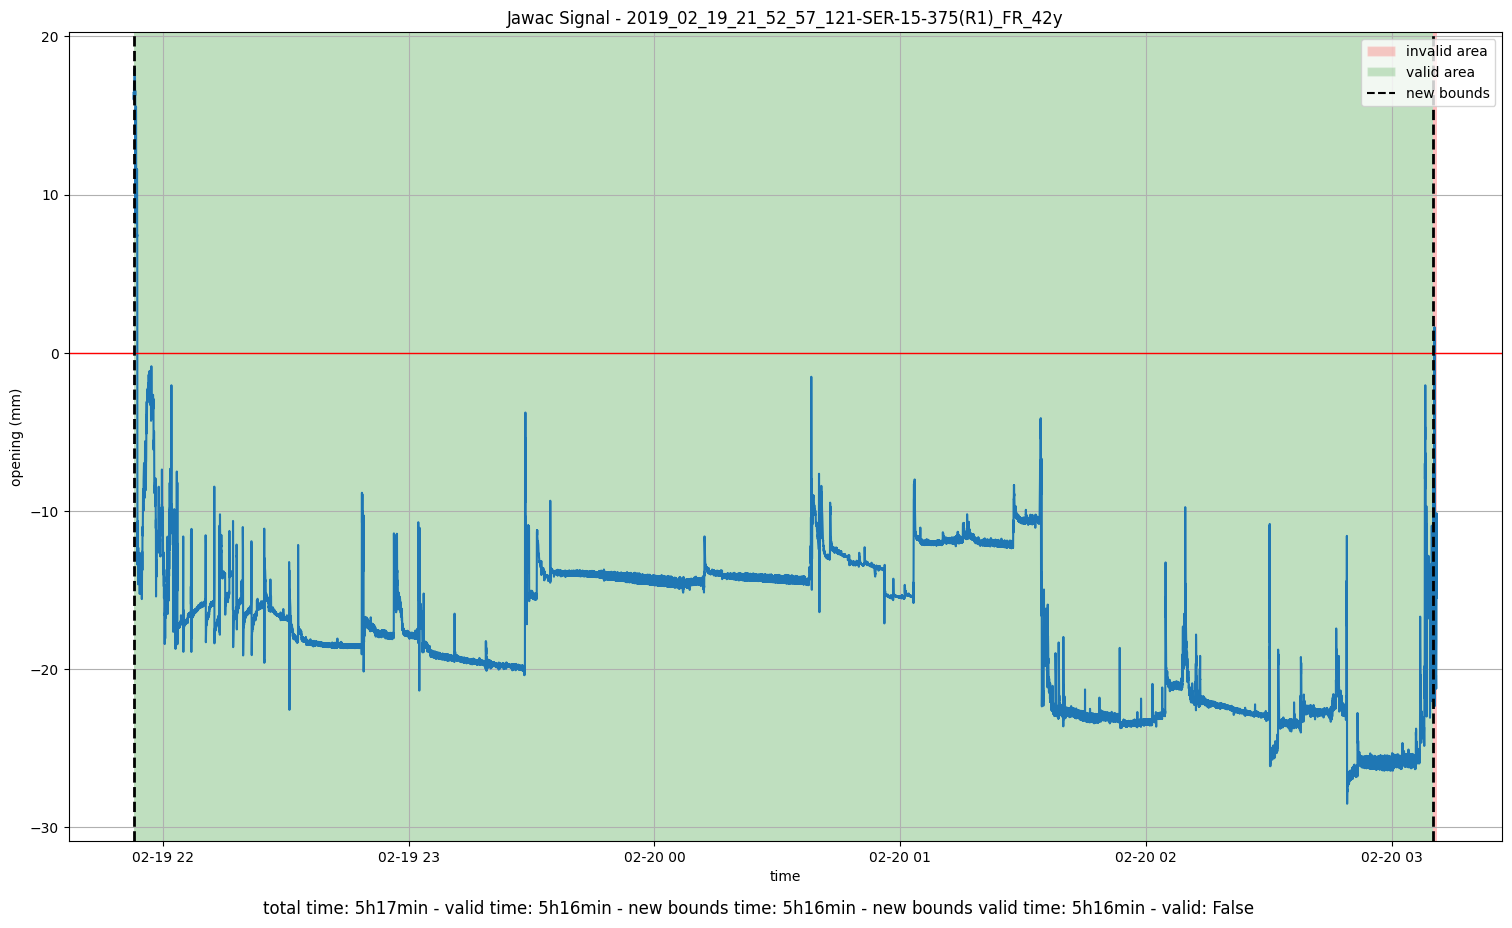 Jawac Signal - 2019_02_19_21_52_57_121-SER-15-375(R1)_FR_42y
invalid area
valid area
new bounds
20
10
0
−10
−20
−30
opening (mm)
02-19 22
02-19 23
02-20 00
02-20 01
02-20 02
02-20 03
time
total time: 5h17min - valid time: 5h16min - new bounds time: 5h16min - new bounds valid time: 5h16min - valid: False